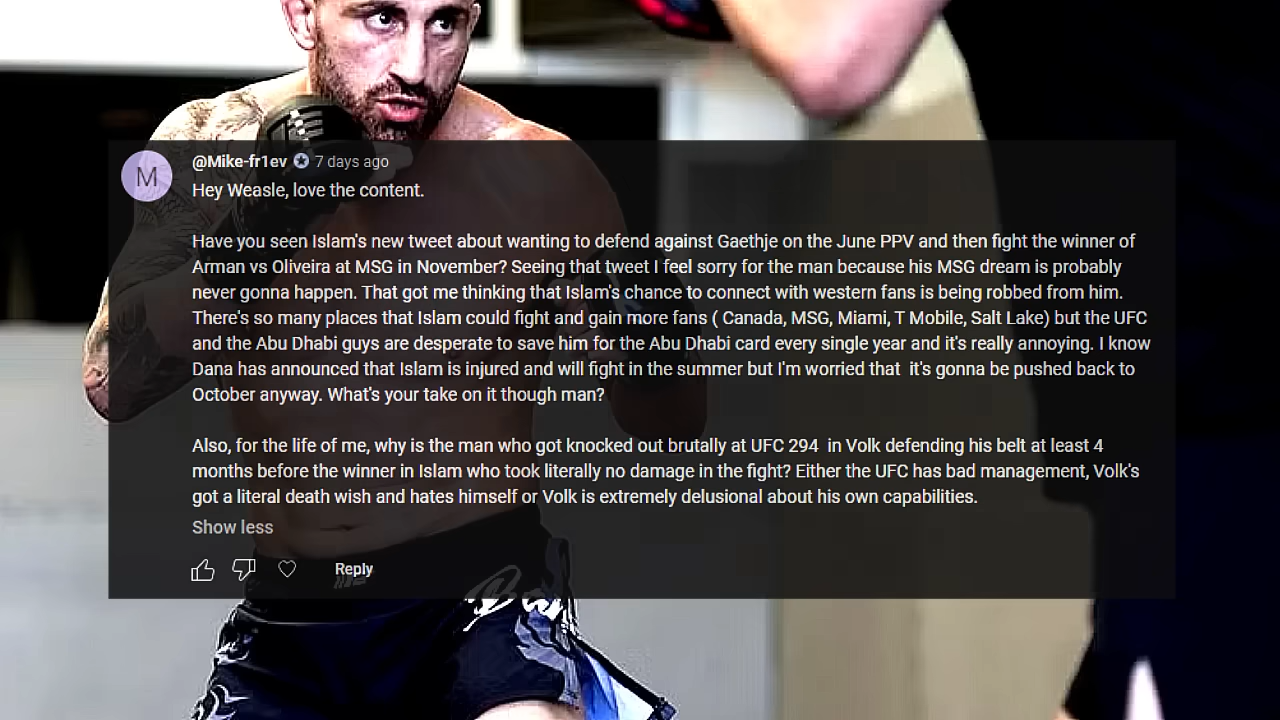 M
@Mike-fr1ev 7 days ago
Hey Weasle, love the content.
Have you seen Islam's new tweet about wanting to defend against Gaethje on the June PPV and then fight the winner of
Arman vs Oliveira at MSG in November? Seeing that tweet I feel sorry for the man because his MSG dream is probably
never gonna happen. That got me thinking that Islam's chance to connect with western fans is being robbed from him.
There's so many places that Islam could fight and gain more fans ( Canada, MSG, Miami, T Mobile, Salt Lake) but the UFC
and the Abu Dhabi guys are desperate to save him for the Abu Dhabi card every single year and it's really annoying. I know
Dana has announced that Islam is injured and will fight in the summer but I'm worried that  it's gonna be pushed back to
October anyway. What's your take on it though man?
Also, for the life of me, why is the man who got knocked out brutally at UFC 294  in Volk defending his belt at least 4
months before the winner in Islam who took literally no damage in the fight? Either the UFC has bad management, Volk's
got a literal death wish and hates himself or Volk is extremely delusional about his own capabilities.
Show less
Reply